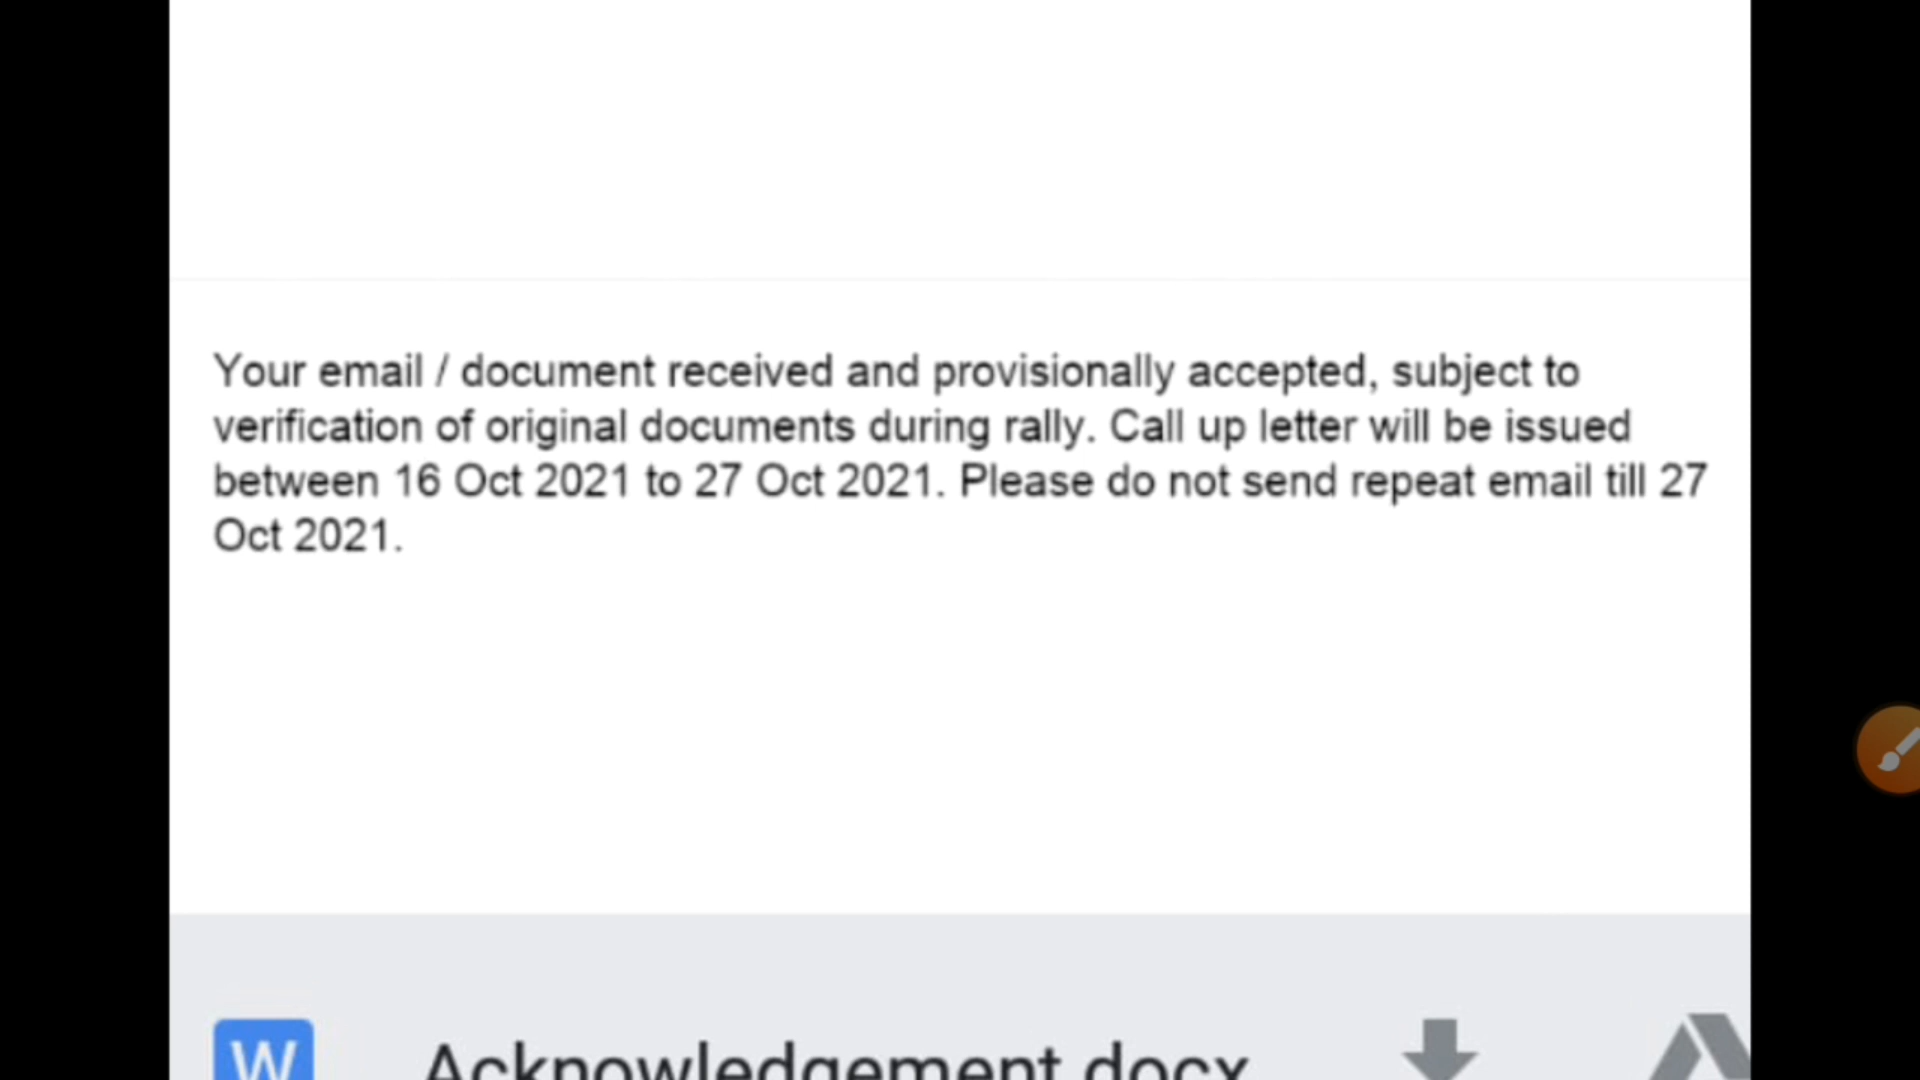 Your email / document received and provisionally accepted, subject to
verification of original documents during rally. Call up letter will be issued
between 16 Oct 2021 to 27 Oct 2021. Please do not send repeat email till 27
Oct 2021.
W Acknowledgement.docx